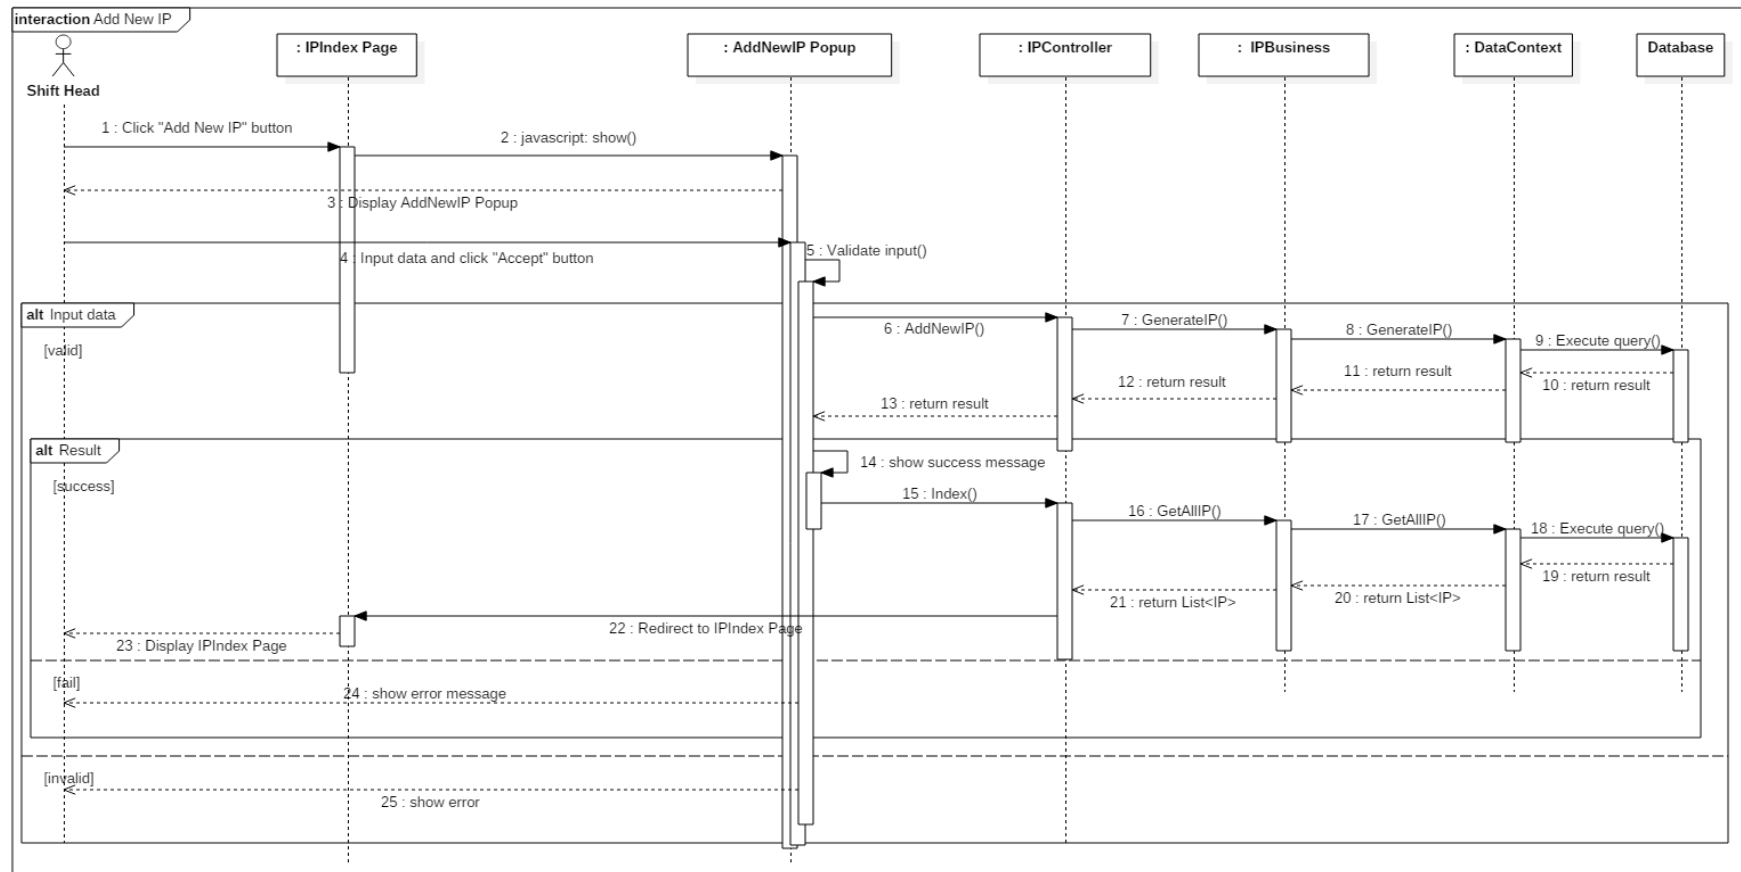 interaction Add New IP
: IPIndex Page
: AddNewIP Popup
: IPController
: IPBusiness
: DataContext
Database
Shift Head
1 : Click "Add New IP" button
2 : javascript: show()
3 : Display AddNewIP Popup
4 : Input data and click "Accept" button
5 : Validate input()
alt Input data
[valid]
6 : AddNewIP()
7 : GenerateIP()
8 : GenerateIP()
9 : Execute query()
10 : return result
11 : return result
12 : return result
13 : return result
alt Result
[success]
14 : show success message
15 : Index()
16 : GetAllIP()
17 : GetAllIP()
18 : Execute query()
19 : return result
20 : return List<IP>
21 : return List<IP>
22 : Redirect to IPIndex Page
23 : Display IPIndex Page
[fail]
24 : show error message
[invalid]
25 : show error